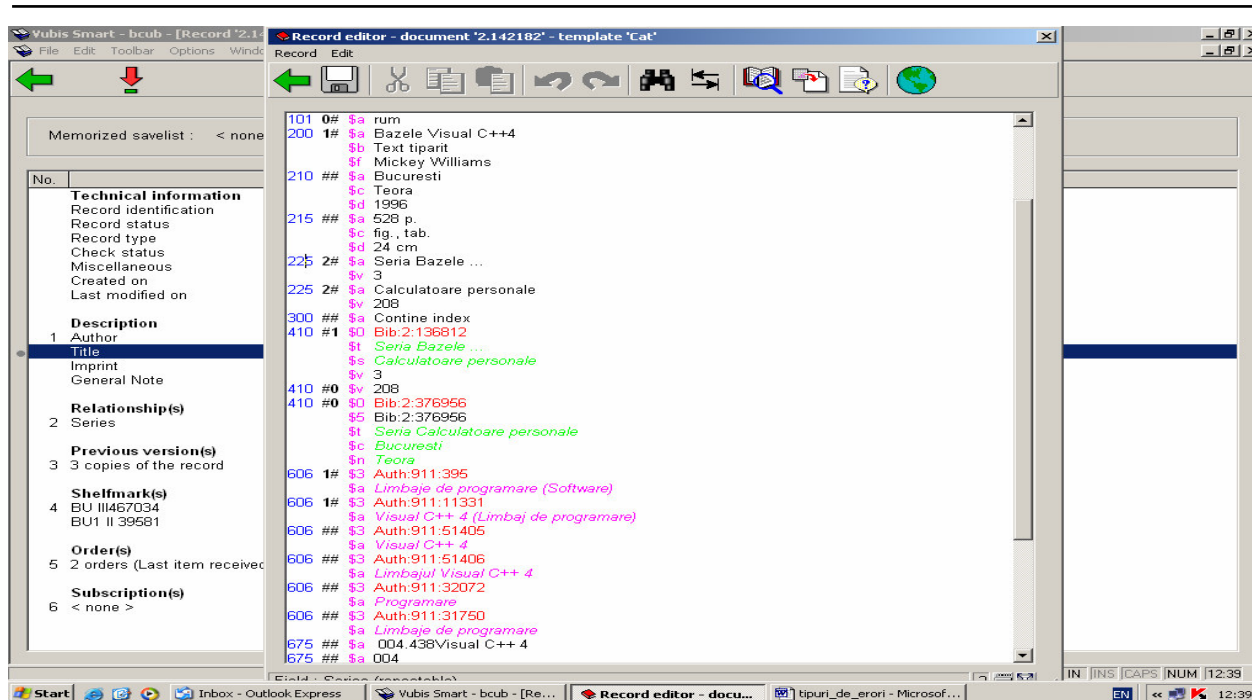 Vubis Smart - bcub - [Record '2.14
File Edit Toolbar Options
Memorized savelist : < none
No.
Technical information
Record identification
Record status
Record type
Check status
Miscellaneous
Created on
Last modified on
Description
1 Author
Title
Imprint
General Note
Relationship(s)
2 Series
Previous version(s)
3 3 copies of the record
Shelfmark(s)
4 BU III467034
BU1 II 39581
Order(s)
5 2 orders (Last item received
Subscription(s)
6 < none >
Record editor - document '2.142182' - template 'Cat'
Record Edit
101 0# $a rum
200 1# $a Bazele Visual C++4
$b Text tiparit
$f Mickey Williams
210 ## $a Bucuresti
$c Teora
$d 1996
215 ## $a 528 p.
$c fig., tab.
$d 24 cm
225 2# $a Seria Bazele ...
$v 3
225 2# $a Calculatoare personale
$v 208
300 ## $a Contine index
410 #1 $0 Bib:2:136812
$t Seria Bazele ...
$s Calculatoare personale
$v 3
410 #0 $v 208
410 #0 $0 Bib:2:376956
$5 Bib:2:376956
$t Seria Calculatoare personale
$c Bucuresti
$n Teora
606 1# $3 Auth:911:395
$a Limbaje de programare (Software)
606 1# $3 Auth:911:11331
$a Visual C++ 4 (Limbaj de programare)
606 ## $3 Auth:911:51405
$a Visual C++ 4
606 ## $3 Auth:911:51406
$a Limbajul Visual C++ 4
606 ## $3 Auth:911:32072
$a Programare
606 ## $3 Auth:911:31750
$a Limbaje de programare
675 ## $a 004.438Visual C++ 4
675 ## $a 004
Field : Series (repeatable)
IN INS CAPS NUM 12:39
Start Inbox - Outlook Express Vubis Smart - bcub - [Re... Record editor - docu... tipuri_de_erori - Microsof... EN « 12:39